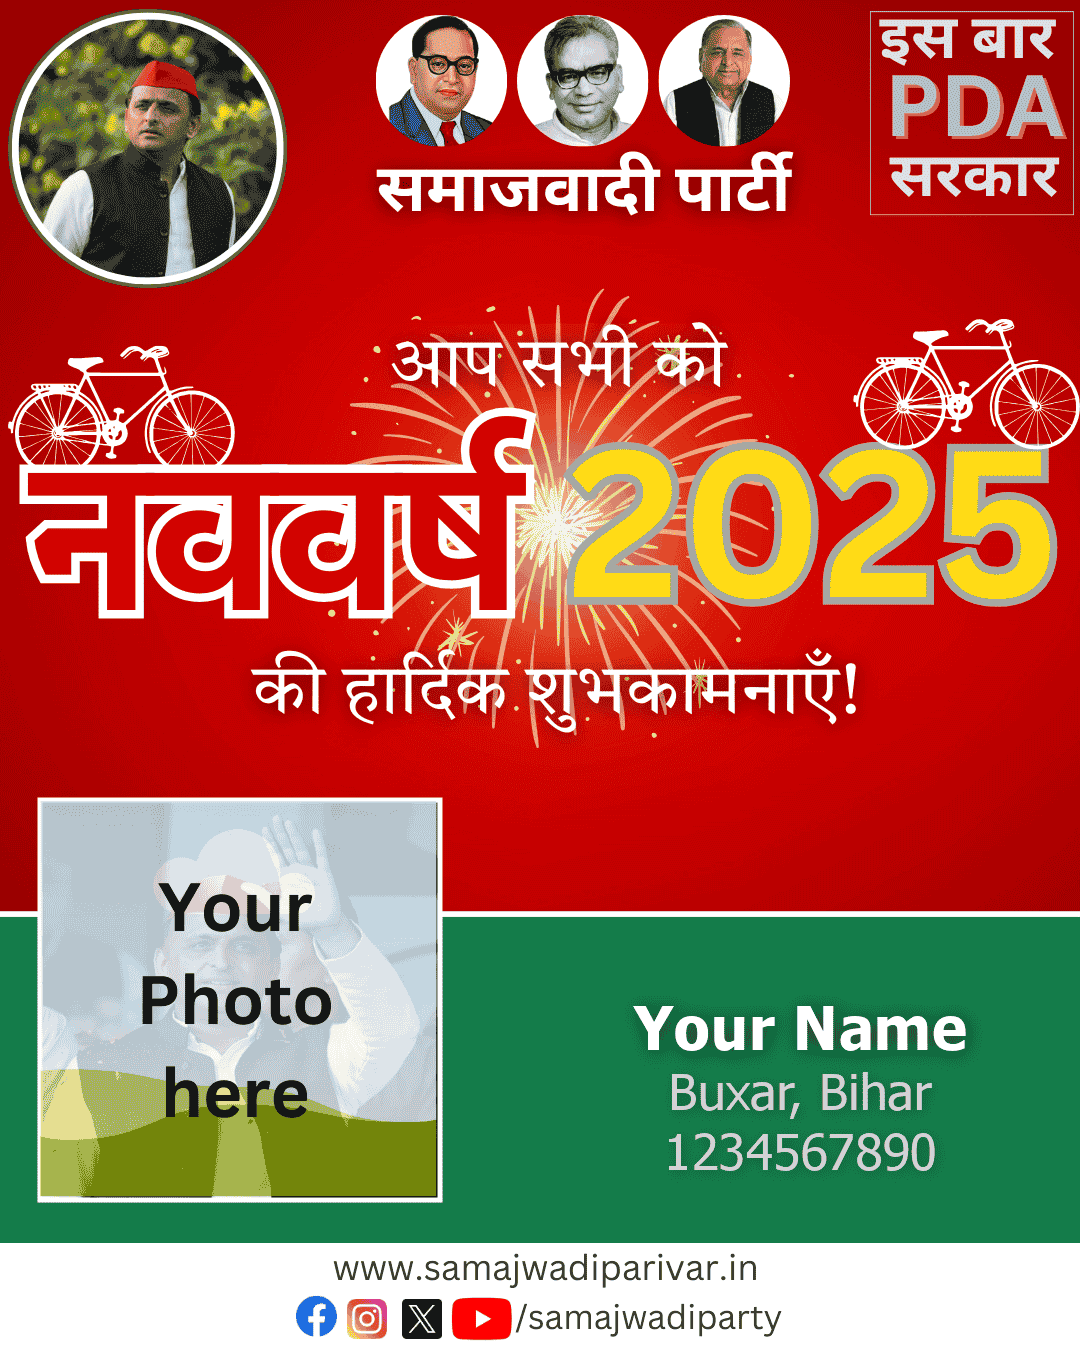 समाजवादी पार्टी
इस बार
PDA
सरकार
आप सभी को
नववर्ष 2025
की हार्दिक शुभकामनाएँ!
Your
Photo
here
Your Name
Buxar, Bihar
1234567890
www.samajwadiparivar.in
/samajwadiparty